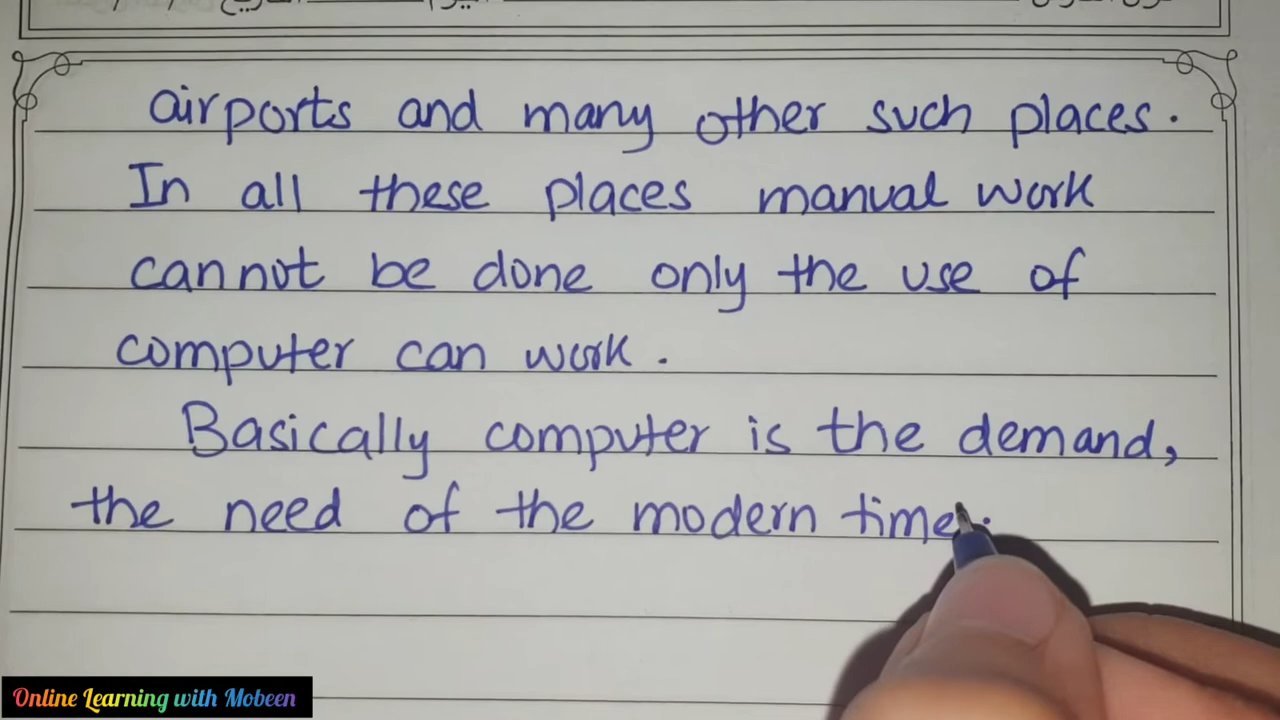 airports and many other such places.
In all these places manual work
cannot be done only the use of
computer can work.
Basically computer is the demand,
the need of the modern time.
Online Learning with Mobeen